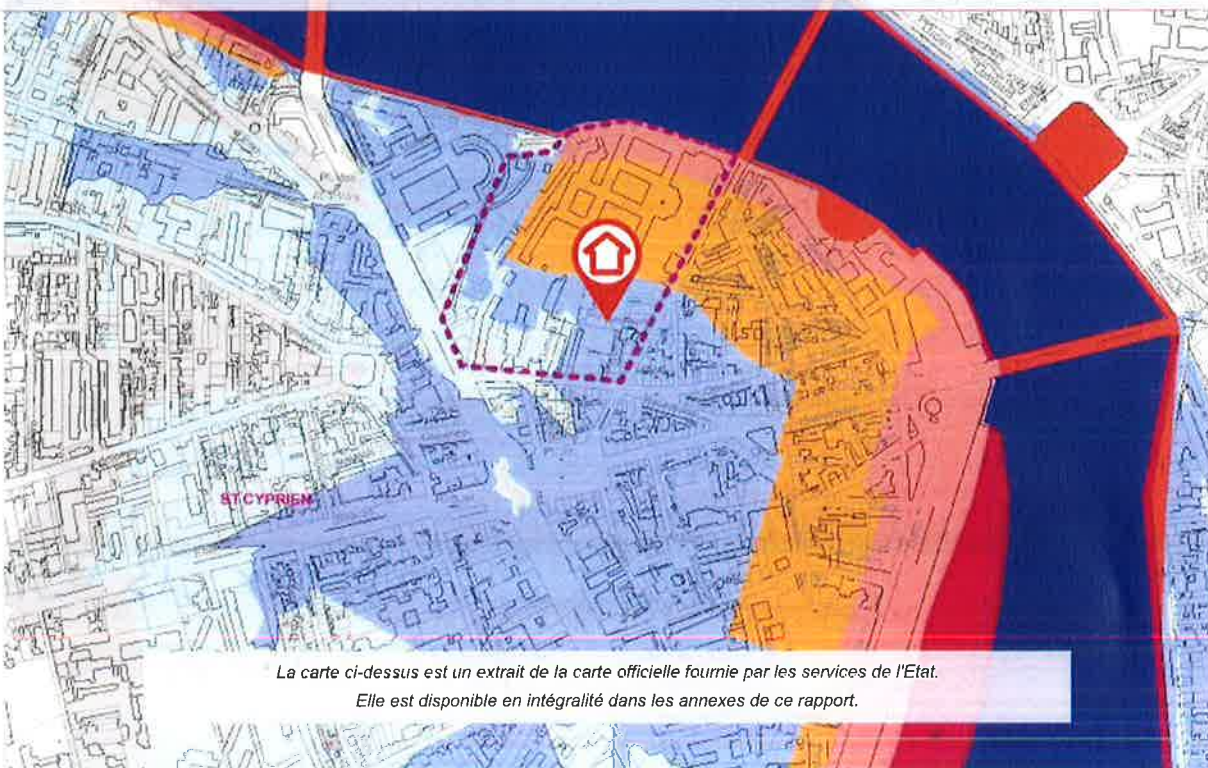 ST CYPRIEN
La carte ci-dessus est un extrait de la carte officielle fournie par les services de l'Etat.
Elle est disponible en intégralité dans les annexes de ce rapport.